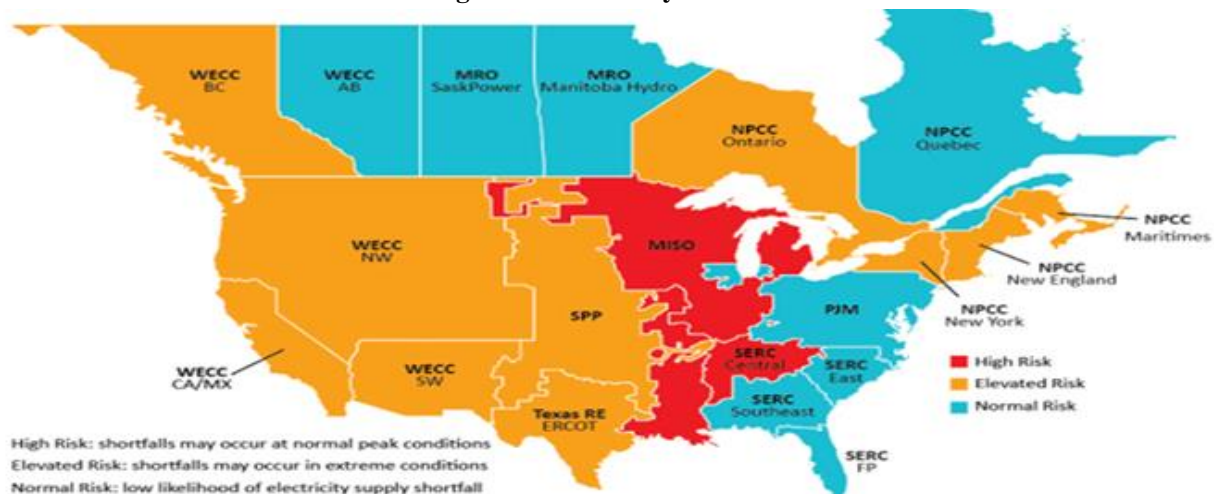 WECC
BC
WECC
AB
MRO
SaskPower
MRO
Manitoba Hydro
NPCC
Ontario
NPCC
Quebec
NPCC
Maritimes
NPCC
New England
NPCC
New York
WECC
NW
MISO
SPP
PJM
WECC
CA/MX
WECC
SW
SERC
Central
SERC
East
SERC
Southeast
SERC
FP
Texas RE
ERCOT
High Risk
Elevated Risk
Normal Risk
High Risk: shortfalls may occur at normal peak conditions
Elevated Risk: shortfalls may occur in extreme conditions
Normal Risk: low likelihood of electricity supply shortfall